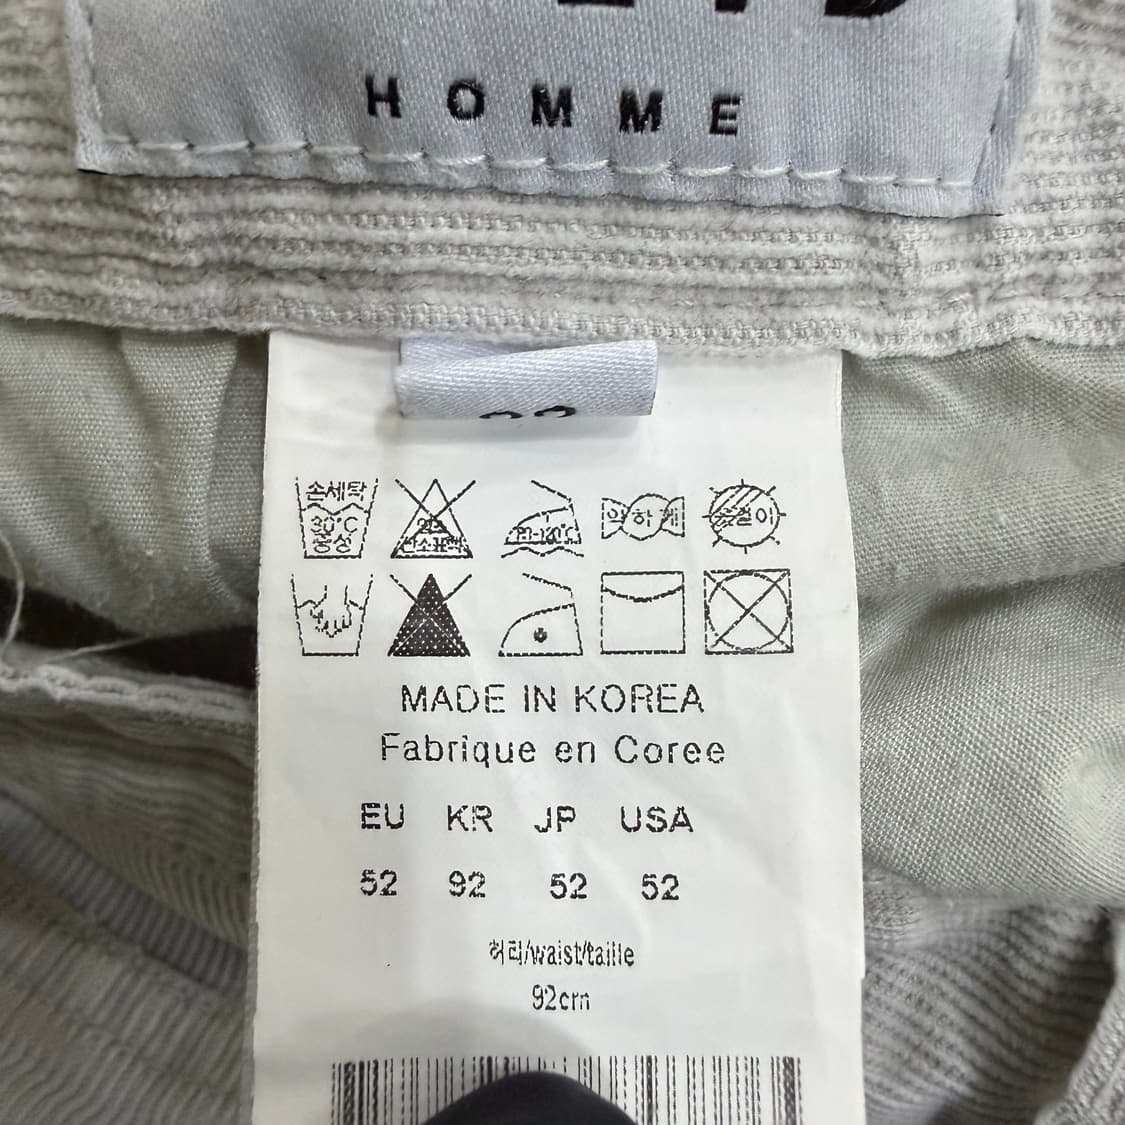 HOMME
손세탁
30°C
중성
약하게
MADE IN KOREA
Fabrique en Coree
EU KR JP USA
52 92 52 52
허리/waist/taille
92cm